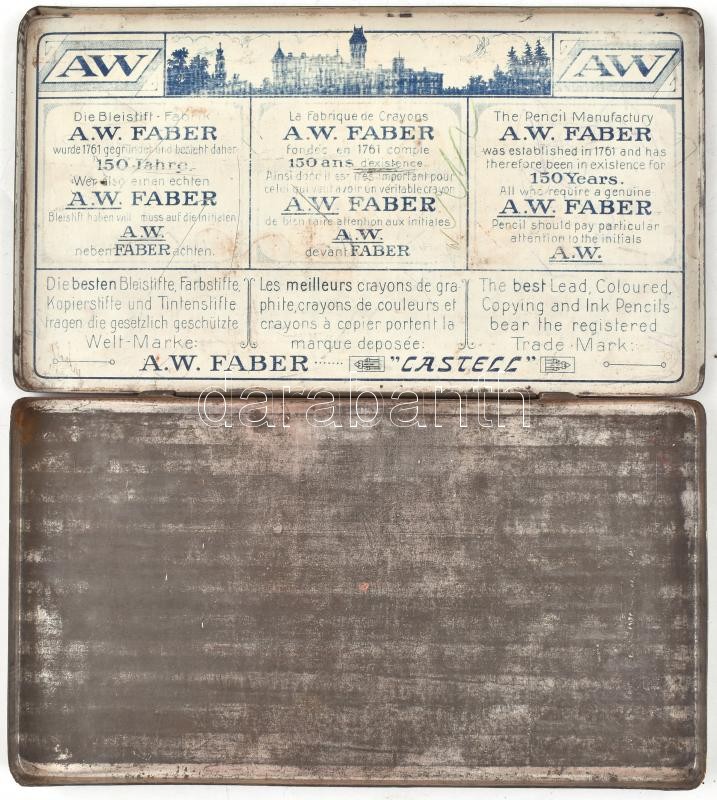 AW
AW
Die Bleistift-Fabrik
A.W. FABER
wurde 1761 gegründet und besteht daher
150 Jahre.
Wer also einen echten
A.W. FABER
Bleistift haben will muss auf die Initialen
A.W.
neben FABER achten.
La Fabrique de Crayons
A.W. FABER
fondée en 1761 compte
150 ans dexistence.
Ainsi donc il est très important pour
celui qui veut avoir un véritable crayon
A.W. FABER
de bien faire attention aux initiales
A.W.
devant FABER
The Pencil Manufactury
A.W. FABER
was established in 1761 and has
therefore been in existence for
150 Years.
All who require a genuine
A.W. FABER
Pencil should pay particular
attention to the initials
A.W.
Die besten Bleistifte, Farbstifte,
Kopierstifte und Tintenstifte
tragen die gesetzlich geschützte
Welt-Marke:
Les meilleurs crayons de gra-
phite, crayons de couleurs et
crayons à copier portent la
marque deposée:
The best Lead, Coloured,
Copying and Ink Pencils
bear the registered
Trade-Mark:
A.W. FABER ...... "CASTELL"
darabanth